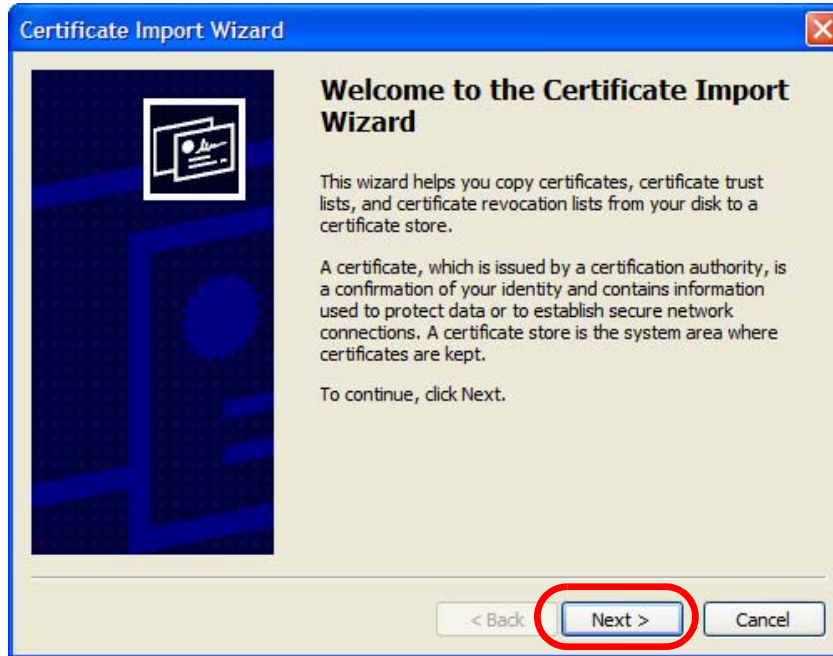 Certificate Import Wizard
Welcome to the Certificate Import
Wizard
This wizard helps you copy certificates, certificate trust
lists, and certificate revocation lists from your disk to a
certificate store.
A certificate, which is issued by a certification authority, is
a confirmation of your identity and contains information
used to protect data or to establish secure network
connections. A certificate store is the system area where
certificates are kept.
To continue, click Next.
< Back
Next >
Cancel